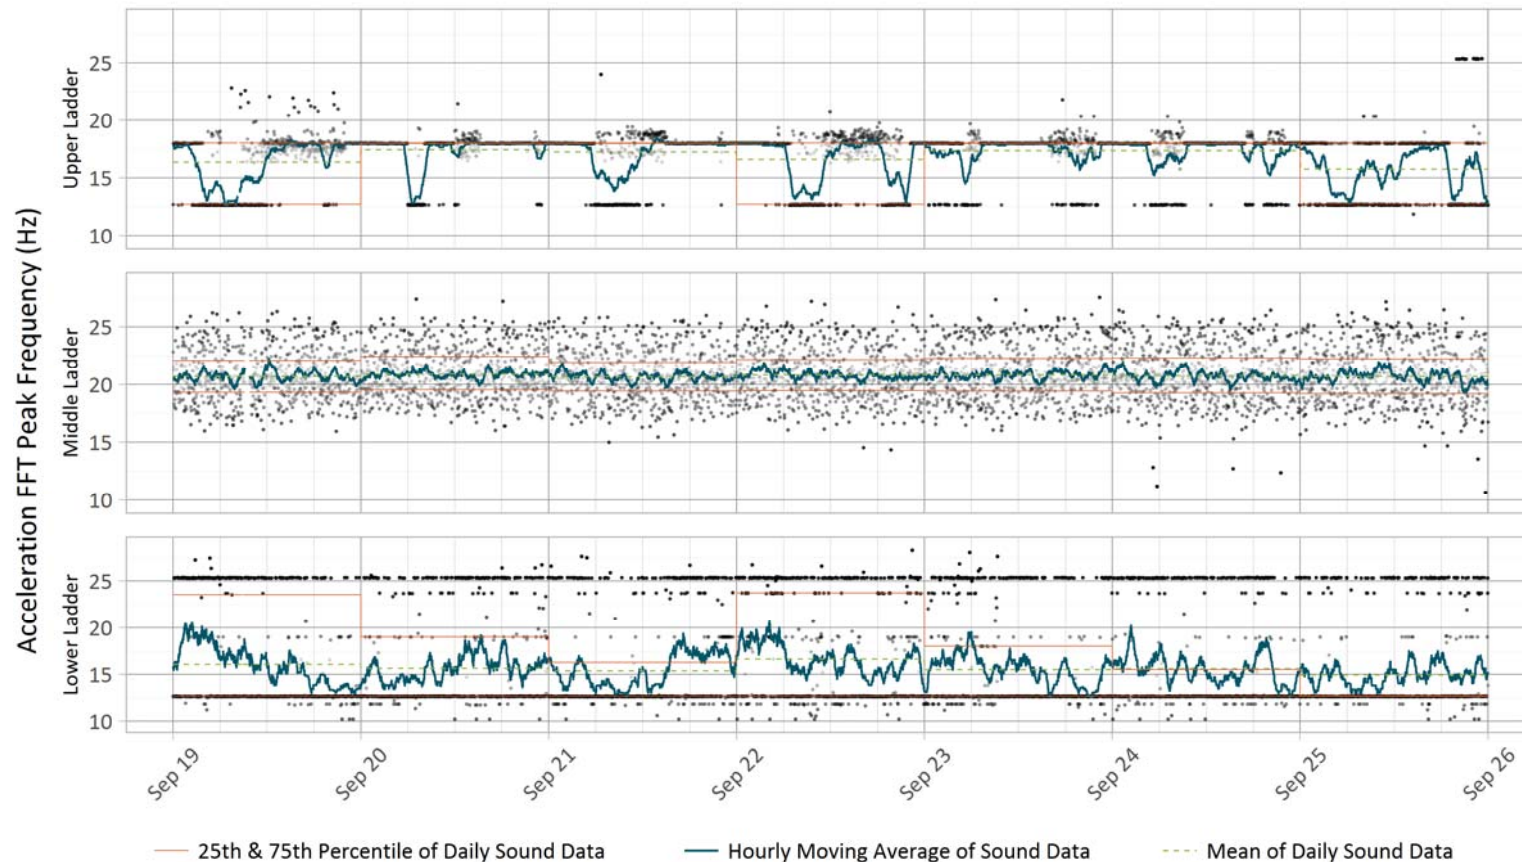 Acceleration FFT Peak Frequency (Hz)
Upper Ladder
25
20
15
10
Middle Ladder
25
20
15
10
Lower Ladder
25
20
15
10
Sep 19
Sep 20
Sep 21
Sep 22
Sep 23
Sep 24
Sep 25
Sep 26
25th & 75th Percentile of Daily Sound Data
Hourly Moving Average of Sound Data
Mean of Daily Sound Data